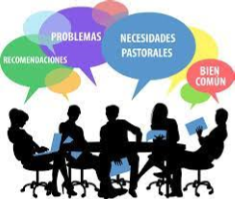 PROBLEMAS
NECESIDADES
PASTORALES
RECOMENDACIONES
BIEN
COMÚN